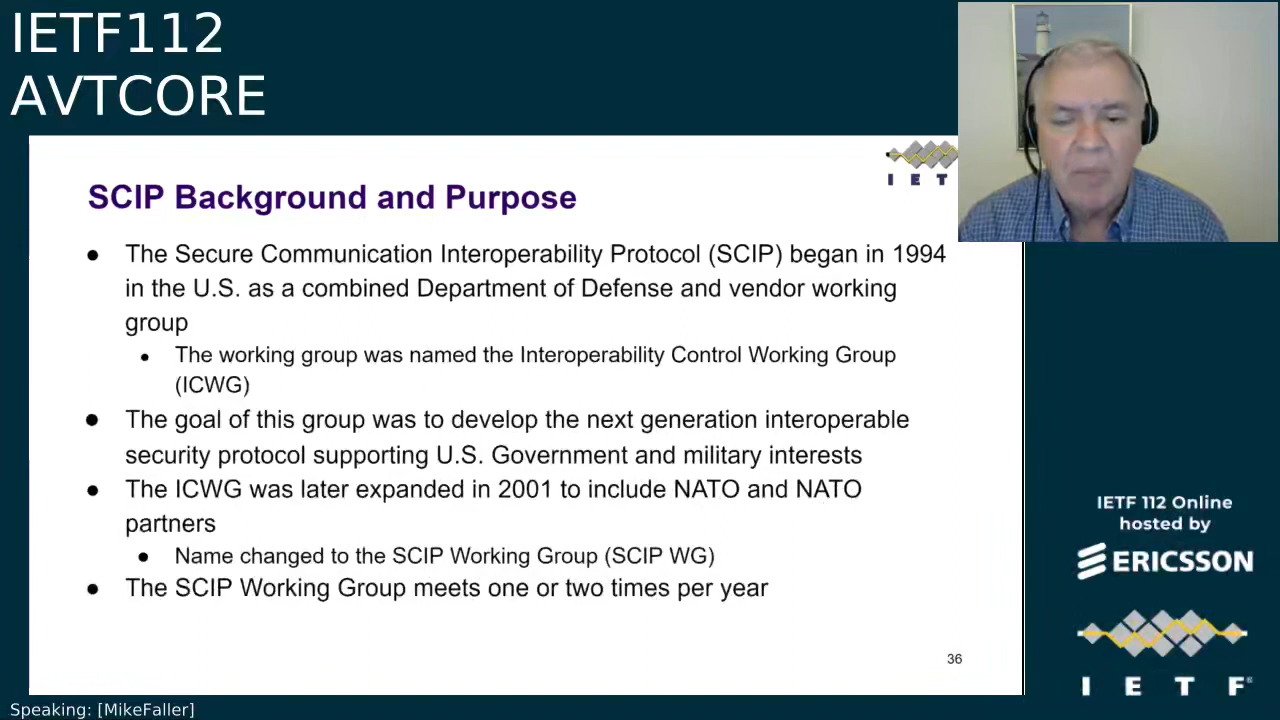 IETF112
AVTCORE
I E T
SCIP Background and Purpose
● The Secure Communication Interoperability Protocol (SCIP) began in 1994
in the U.S. as a combined Department of Defense and vendor working
group
● The working group was named the Interoperability Control Working Group
(ICWG)
● The goal of this group was to develop the next generation interoperable
security protocol supporting U.S. Government and military interests
● The ICWG was later expanded in 2001 to include NATO and NATO
partners
● Name changed to the SCIP Working Group (SCIP WG)
● The SCIP Working Group meets one or two times per year
36
IETF 112 Online
hosted by
ERICSSON
I E T F®
Speaking: [MikeFaller]